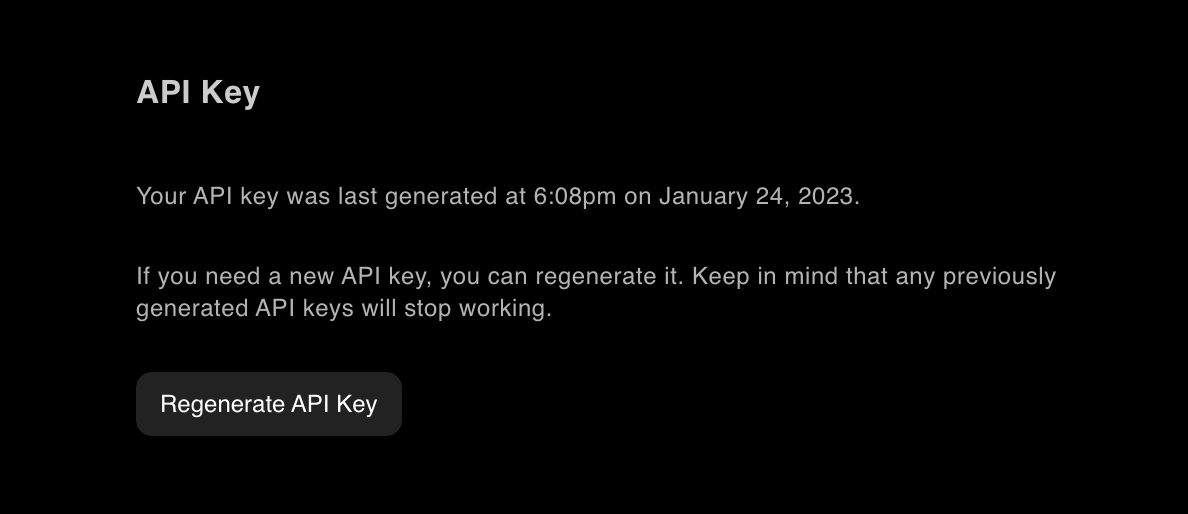 API Key
Your API key was last generated at 6:08pm on January 24, 2023.
If you need a new API key, you can regenerate it. Keep in mind that any previously
generated API keys will stop working.
Regenerate API Key